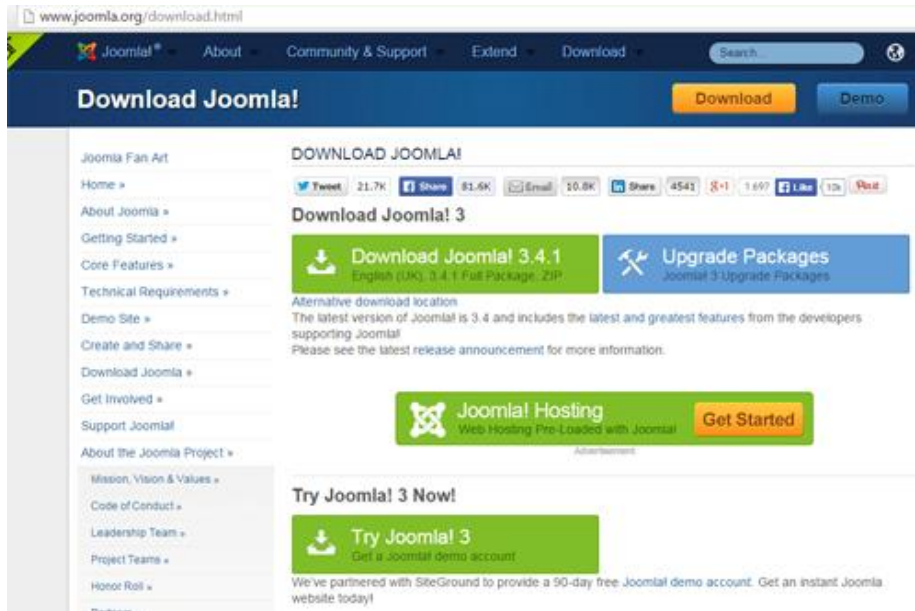 www.joomla.org/download.html
Joomla!® About Community & Support Extend Download Search...
Download Joomla! Download Demo
Joomla Fan Art
Home »
About Joomla »
Getting Started »
Core Features »
Technical Requirements »
Demo Site »
Create and Share »
Download Joomla »
Get Involved »
Support Joomla!
About the Joomla Project »
Mission, Vision & Values »
Code of Conduct »
Leadership Team »
Project Teams »
Honor Roll »
DOWNLOAD JOOMLA!
Tweet 21.7K Share 81.6K Email 10.8K Share 4541 g+1 1,697 Like 10k Pin it
Download Joomla! 3
Download Joomla! 3.4.1
English (UK), 3.4.1 Full Package, ZIP
Upgrade Packages
Joomla! 3 Upgrade Packages
Alternative download location
The latest version of Joomla! is 3.4 and includes the latest and greatest features from the developers
supporting Joomla!
Please see the latest release announcement for more information.
Joomla! Hosting
Web Hosting Pre-Loaded with Joomla!
Get Started
Advertisement
Try Joomla! 3 Now!
Try Joomla! 3
Get a Joomla! demo account
We've partnered with SiteGround to provide a 90-day free Joomla! demo account. Get an instant Joomla
website today!